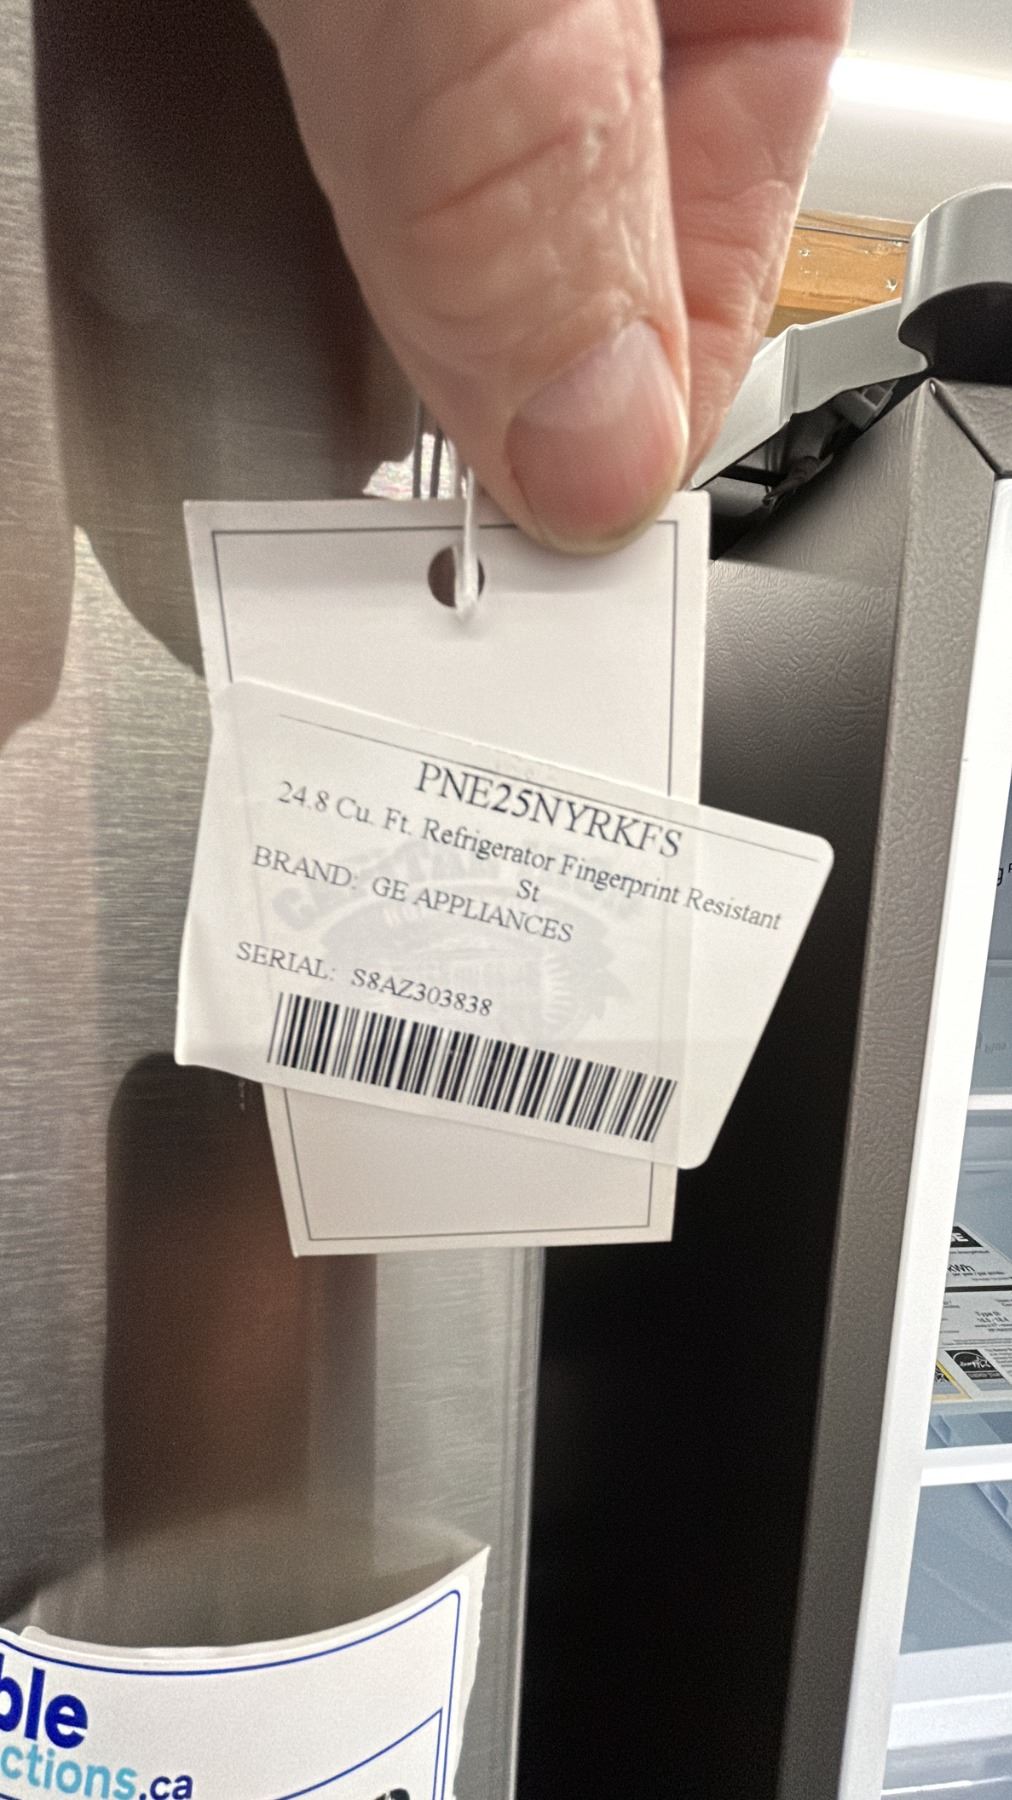 PNE25NYRKFS
24.8 Cu. Ft. Refrigerator Fingerprint Resistant
St
BRAND: GE APPLIANCES
SERIAL: S8AZ303838
ble
ctions.ca